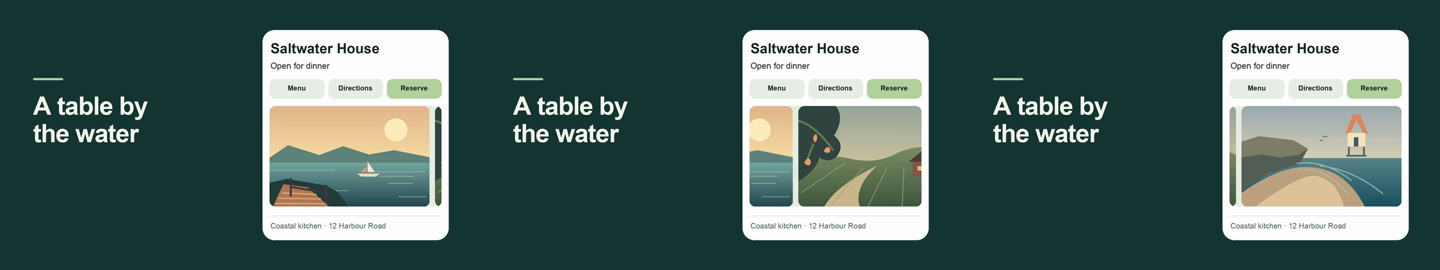 A table by
the water
Saltwater House
Open for dinner
Menu Directions Reserve
Coastal kitchen · 12 Harbour Road
A table by
the water
Saltwater House
Open for dinner
Menu Directions Reserve
Coastal kitchen · 12 Harbour Road
A table by
the water
Saltwater House
Open for dinner
Menu Directions Reserve
Coastal kitchen · 12 Harbour Road